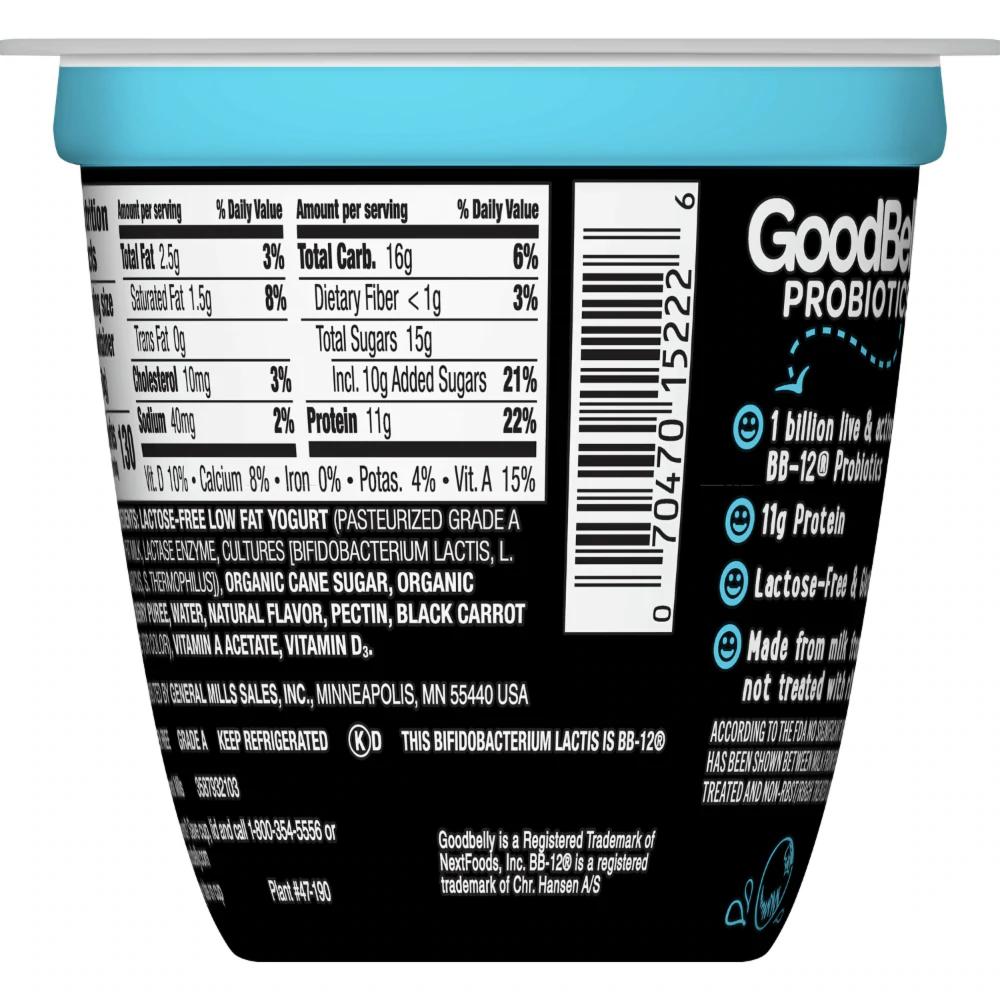 Amount per serving % Daily Value Amount per serving % Daily Value
Total Fat 2.5g 3% Total Carb. 16g 6%
Saturated Fat 1.5g 8% Dietary Fiber < 1g 3%
Trans Fat 0g Total Sugars 15g
Cholesterol 10mg 3% Incl. 10g Added Sugars 21%
Sodium 40mg 2% Protein 11g 22%
130
Vit. D 10% • Calcium 8% • Iron 0% • Potas. 4% • Vit. A 15%
LACTOSE-FREE LOW FAT YOGURT (PASTEURIZED GRADE A
LACTASE ENZYME, CULTURES [BIFIDOBACTERIUM LACTIS, L.
S. THERMOPHILUS]), ORGANIC CANE SUGAR, ORGANIC
PUREE, WATER, NATURAL FLAVOR, PECTIN, BLACK CARROT
VITAMIN A ACETATE, VITAMIN D₃.
BY GENERAL MILLS SALES, INC., MINNEAPOLIS, MN 55440 USA
GRADE A KEEP REFRIGERATED K D THIS BIFIDOBACTERIUM LACTIS IS BB-12®
3587932103
cup, lid and call 1-800-354-5556 or
Plant #47-190
Goodbelly is a Registered Trademark of
NextFoods, Inc. BB-12® is a registered
trademark of Chr. Hansen A/S
0 70470 15222 6
GoodBel
PROBIOTIC
1 billion live &
BB-12® Probiotics
11g Protein
Lactose-Free &
Made from milk
not treated with
ACCORDING TO THE FDA, NO
HAS BEEN SHOWN BETWEEN MILK
TREATED AND NON-RBST